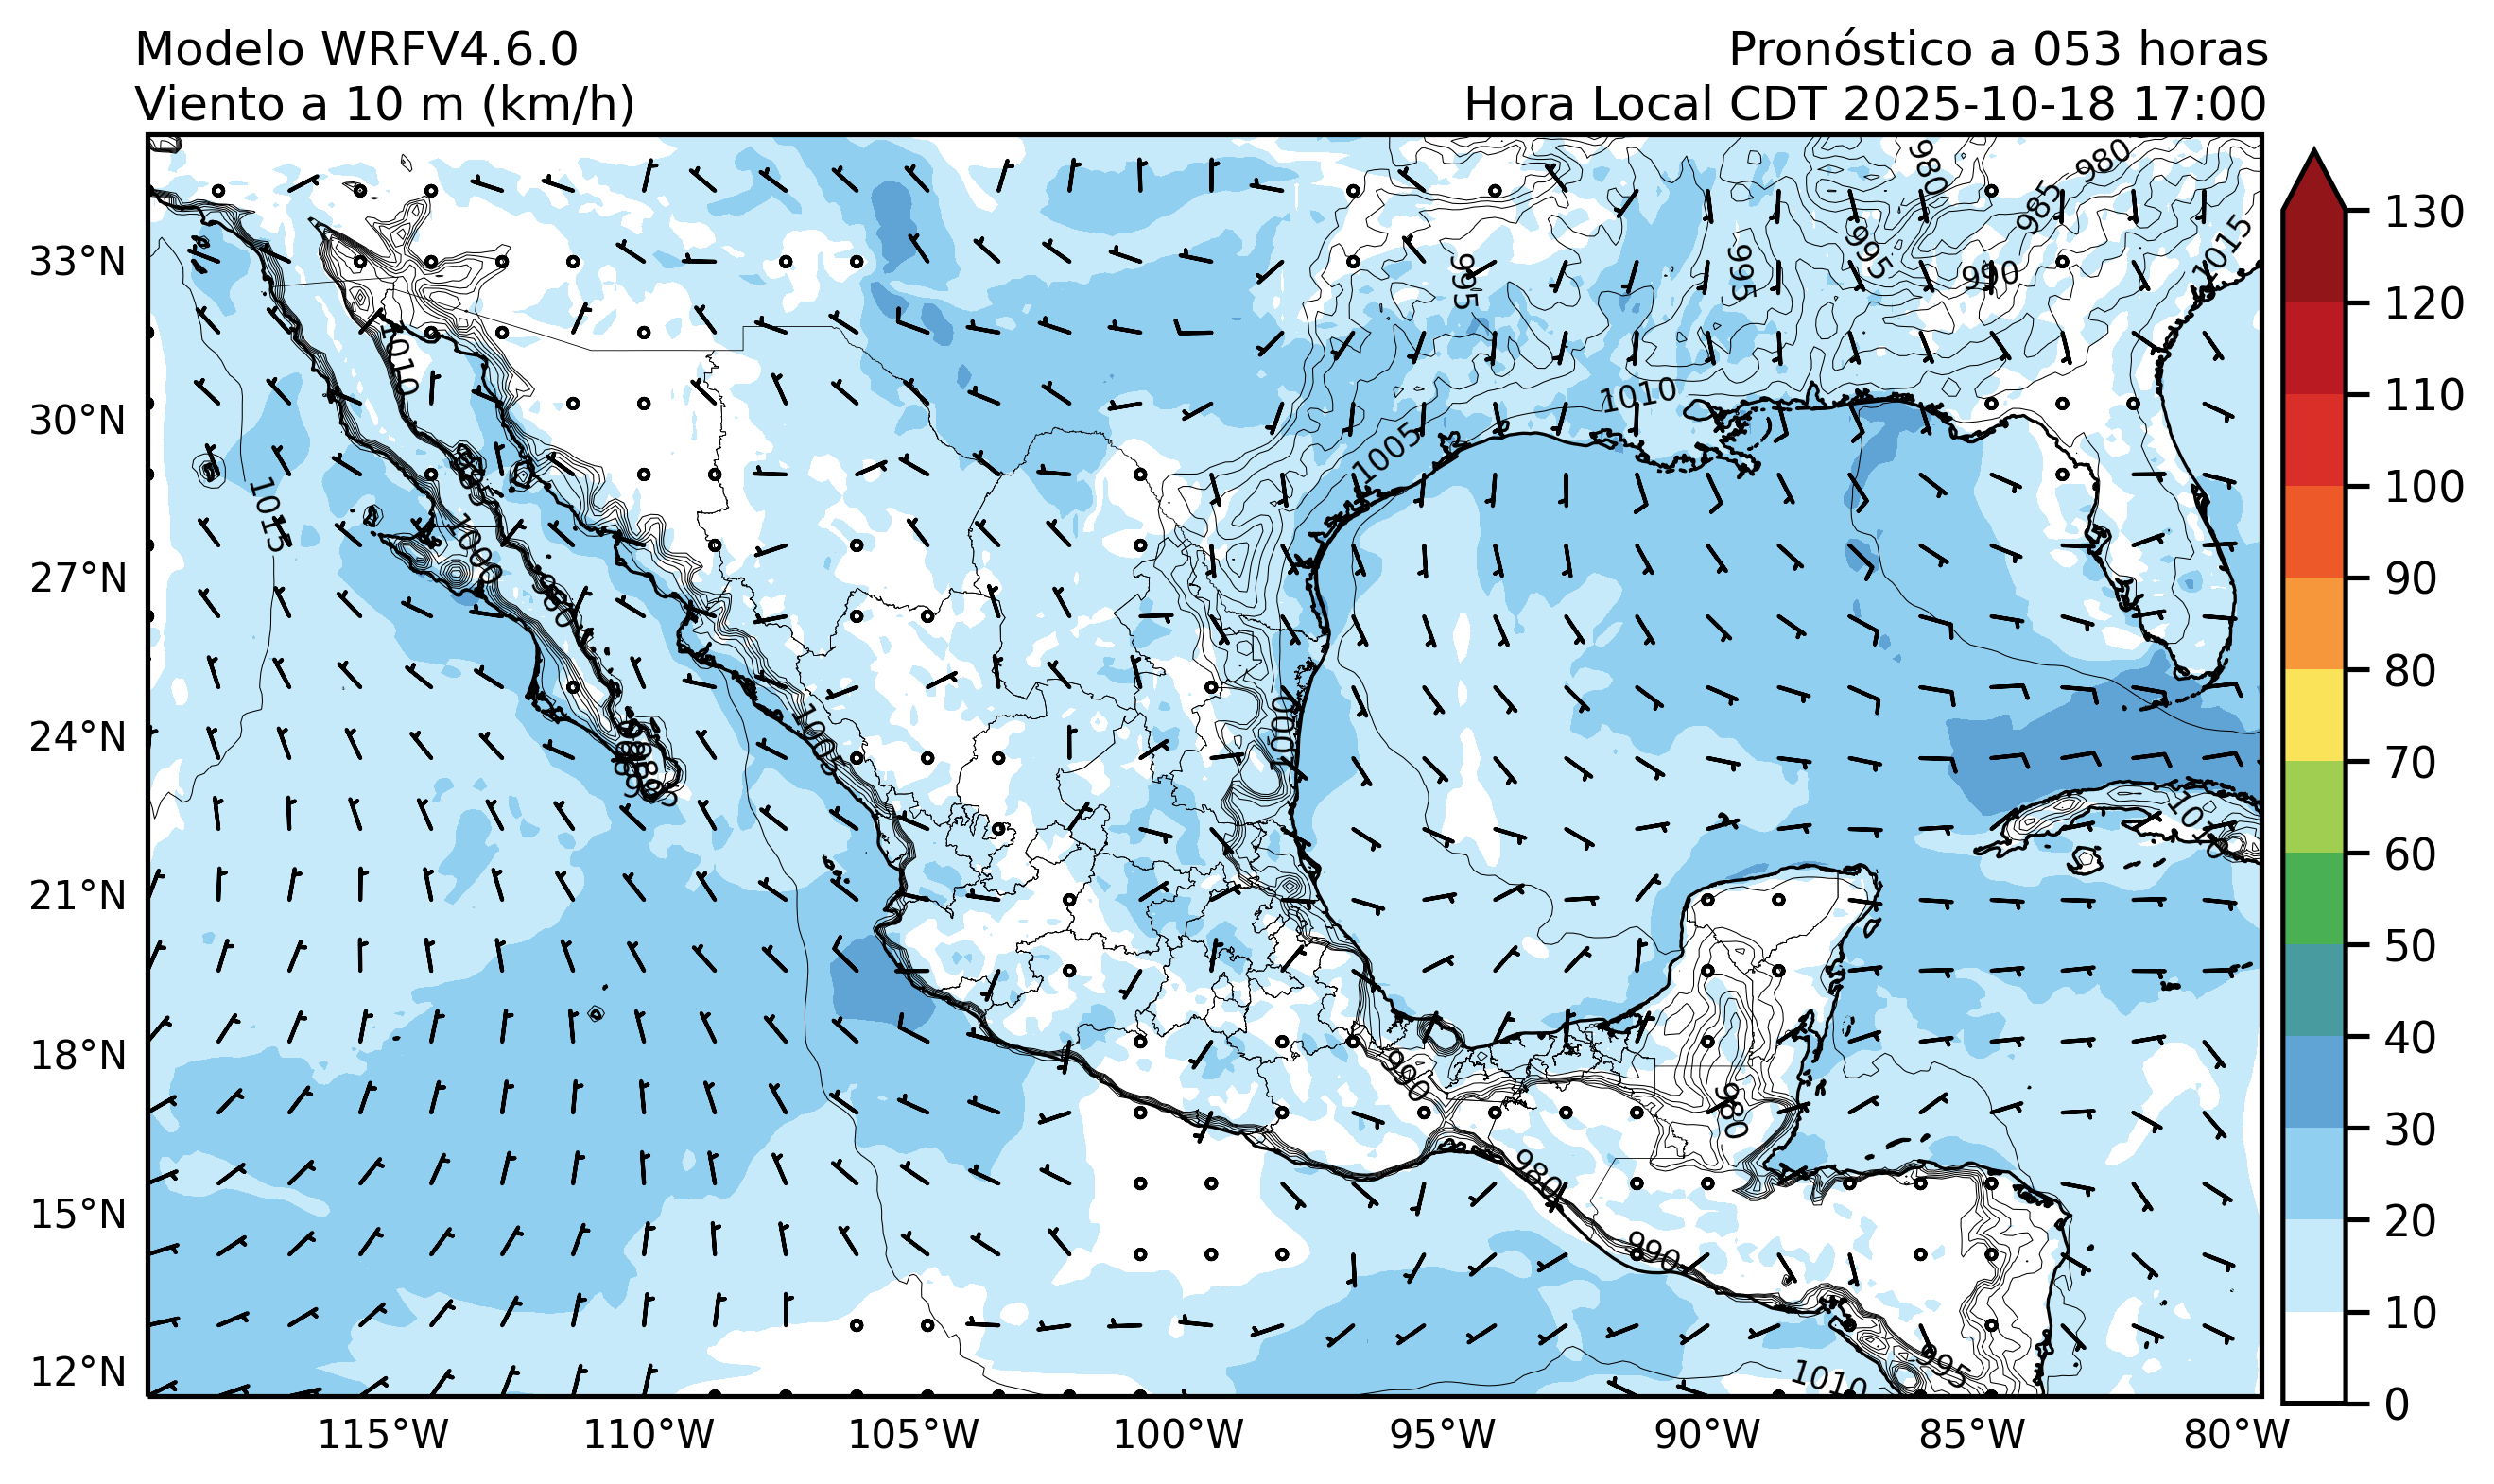 Modelo WRFV4.6.0
Pronóstico a 053 horas
Viento a 10 m (km/h)
Hora Local CDT 2025-10-18 17:00
33°N
30°N
27°N
24°N
21°N
18°N
15°N
12°N
115°W
110°W
105°W
100°W
95°W
90°W
85°W
80°W
130
120
110
100
90
80
70
60
50
40
30
20
10
0
980
980
985
995
995
995
990
1015
1010
1010
1005
1015
1000
980
1000
1005
985
1010
990
980
980
990
995
1010